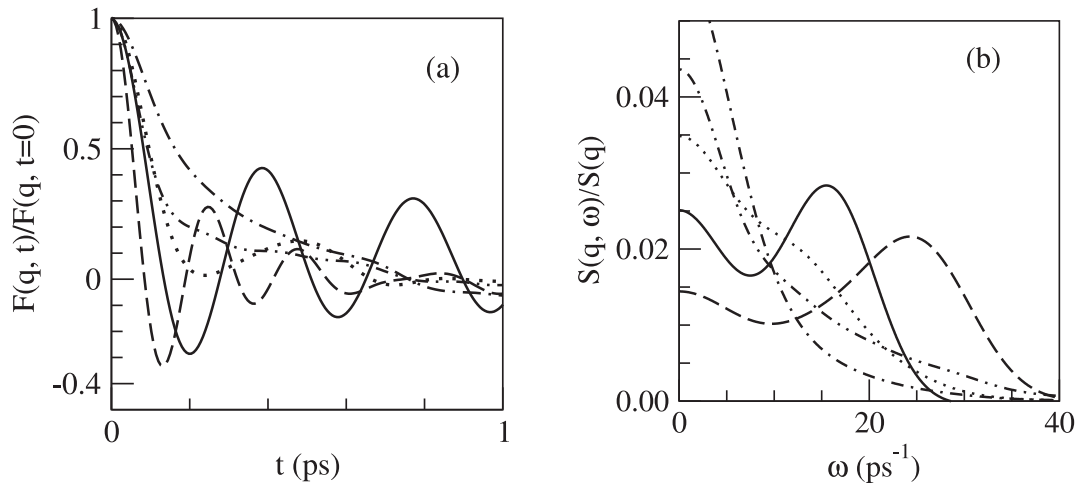 F(q, t)/F(q, t=0)
1
0.5
0
-0.4
(a)
0
1
t (ps)
S(q, ω)/S(q)
0.04
0.02
0.00
(b)
0
20
40
ω (ps⁻¹)